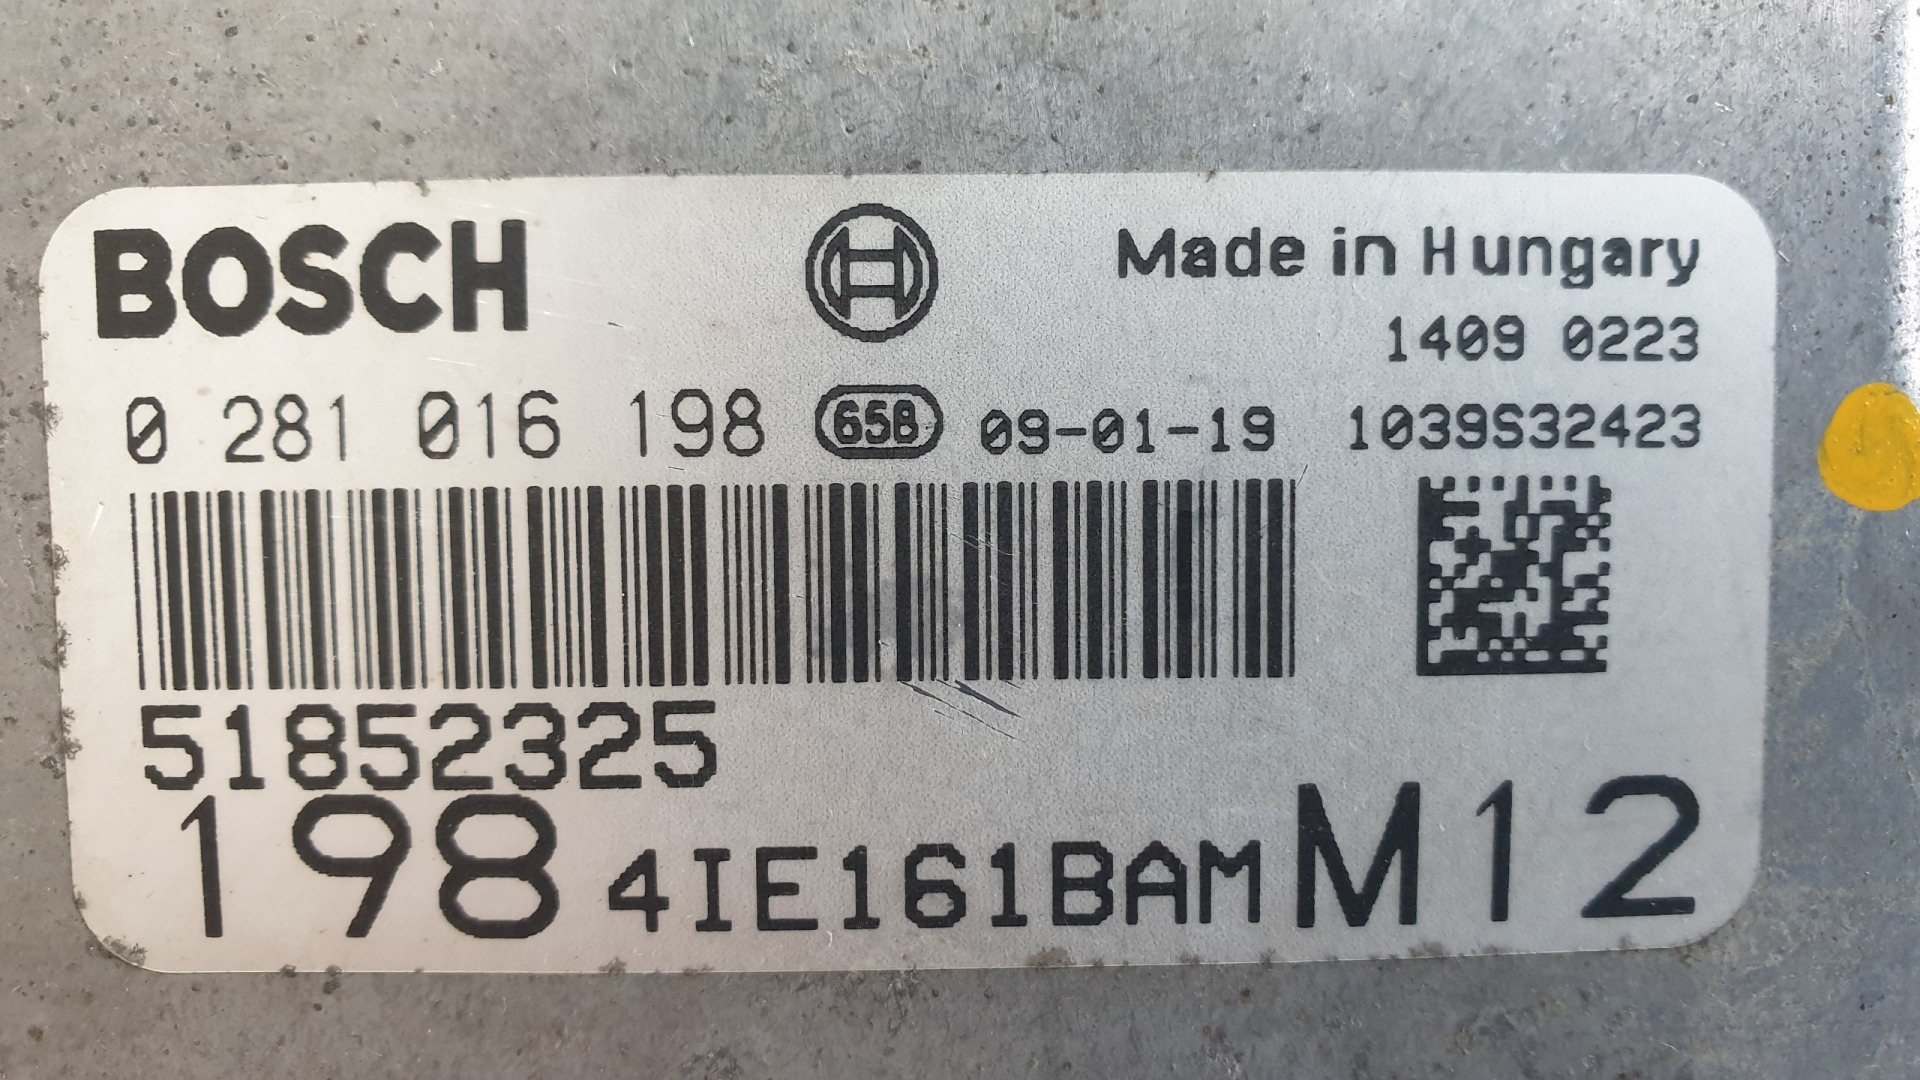 BOSCH
Made in Hungary
1409 0223
0 281 016 198 658 09-01-19 1039S32423
51852325
198 4IE161BAM M12